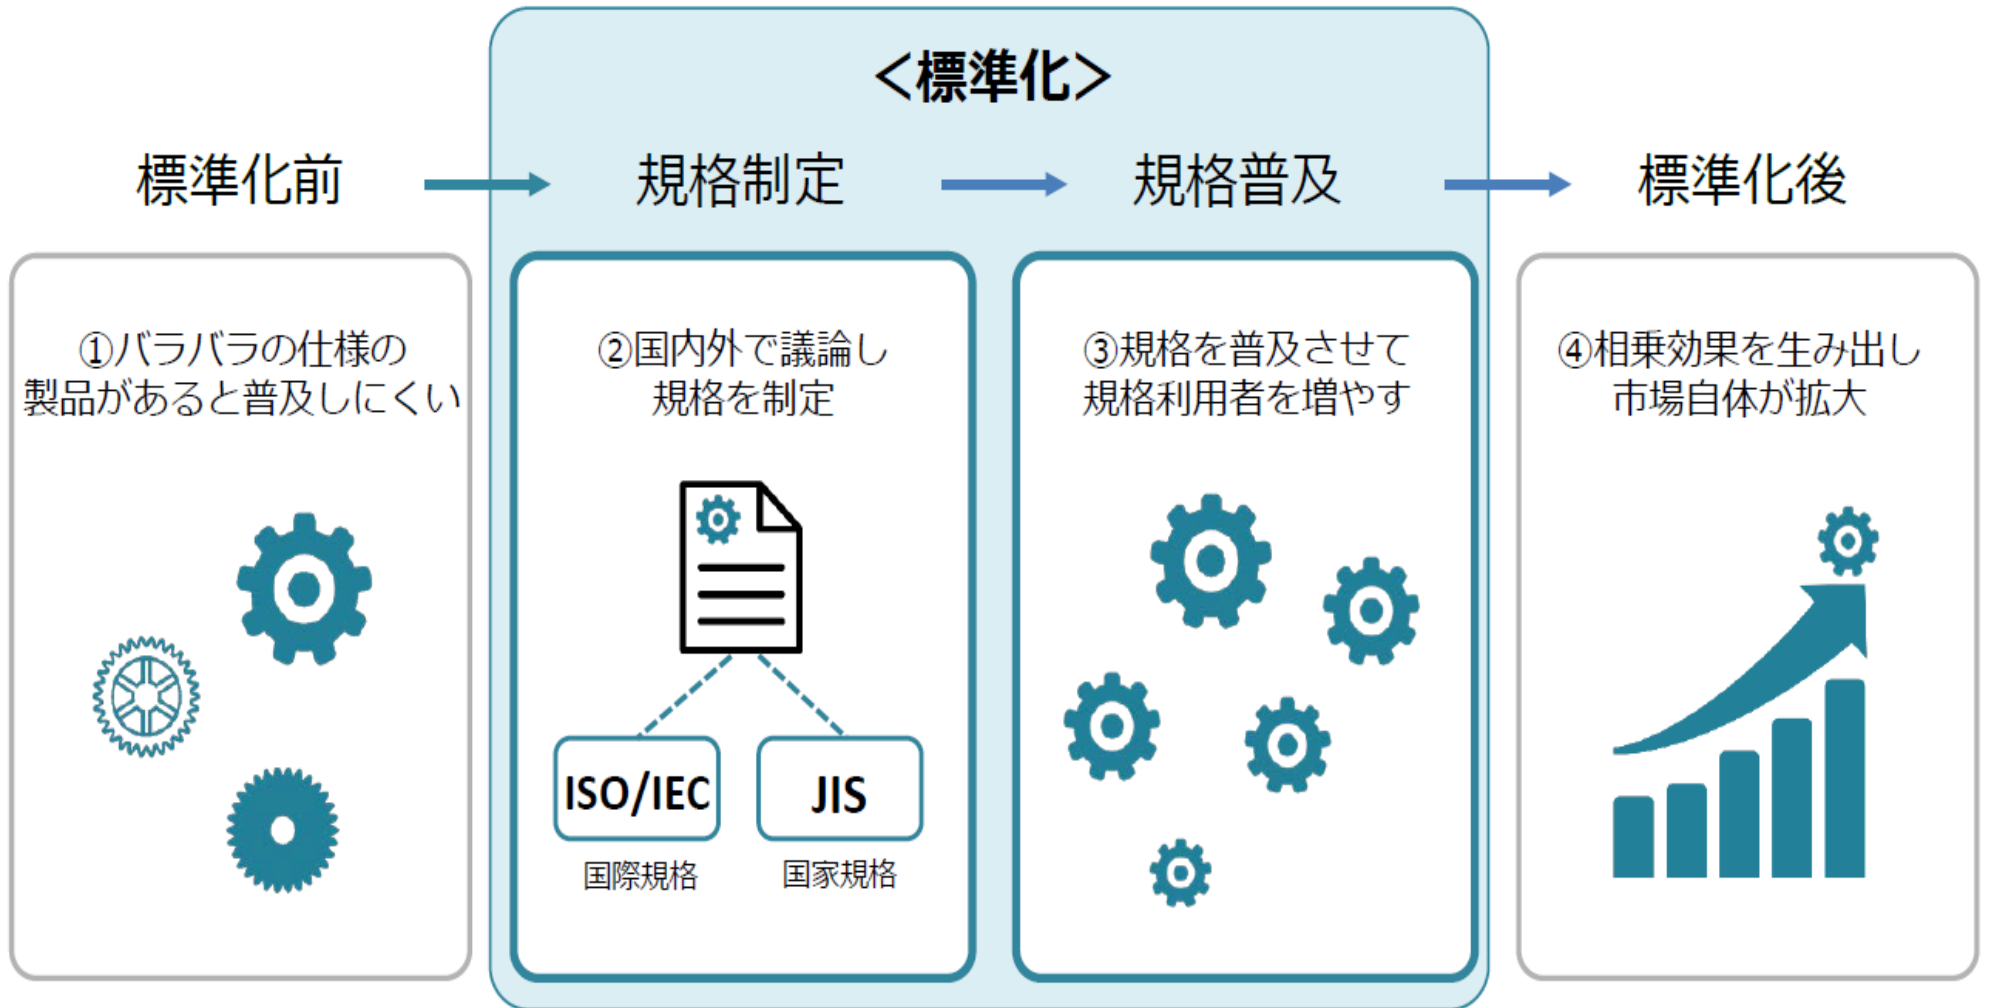 ＜標準化＞
標準化前
規格制定
規格普及
標準化後
①バラバラの仕様の
製品があると普及しにくい
②国内外で議論し
規格を制定
ISO/IEC
国際規格
JIS
国家規格
③規格を普及させて
規格利用者を増やす
④相乗効果を生み出し
市場自体が拡大